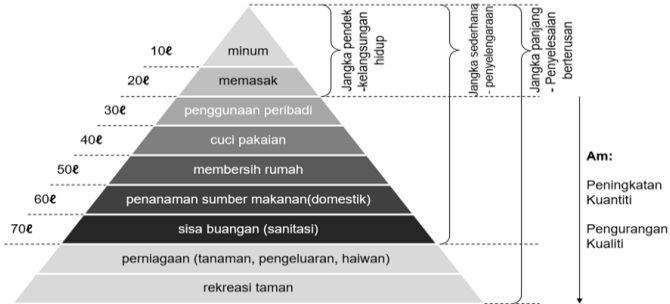 10ℓ
minum
20ℓ
memasak
30ℓ
penggunaan peribadi
40ℓ
cuci pakaian
50ℓ
membersih rumah
60ℓ
penanaman sumber makanan(domestik)
70ℓ
sisa buangan (sanitasi)
perniagaan (tanaman, pengeluaran, haiwan)
rekreasi taman
Jangka pendek
-kelangsungan
hidup
Jangka sederhana
- penyelengaraan
Jangka panjang
- Penyelesaian
berterusan
Am:
Peningkatan
Kuantiti
Pengurangan
Kualiti